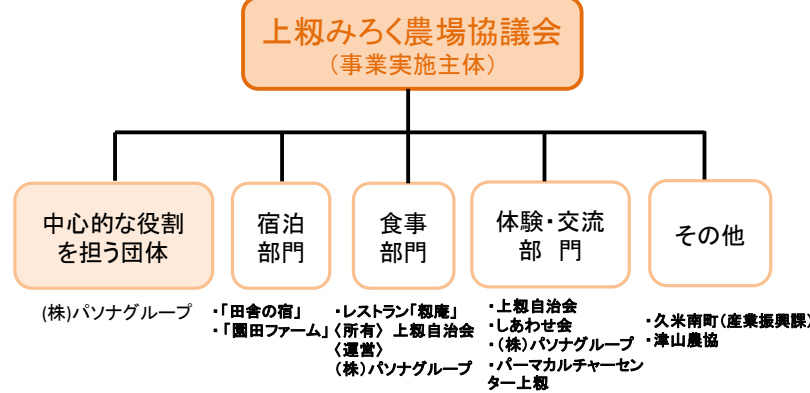 上籾みろく農場協議会
（事業実施主体）
中心的な役割
を担う団体
宿泊
部門
食事
部門
体験・交流
部　門
その他
(株)パソナグループ
・「田舎の宿」
・「園田ファーム」
・レストラン「籾庵」
〈所有〉 上籾自治会
〈運営〉
(株)パソナグループ
・上籾自治会
・しあわせ会
・(株)パソナグループ
・パーマカルチャーセン
ター上籾
・久米南町(産業振興課)
・津山農協